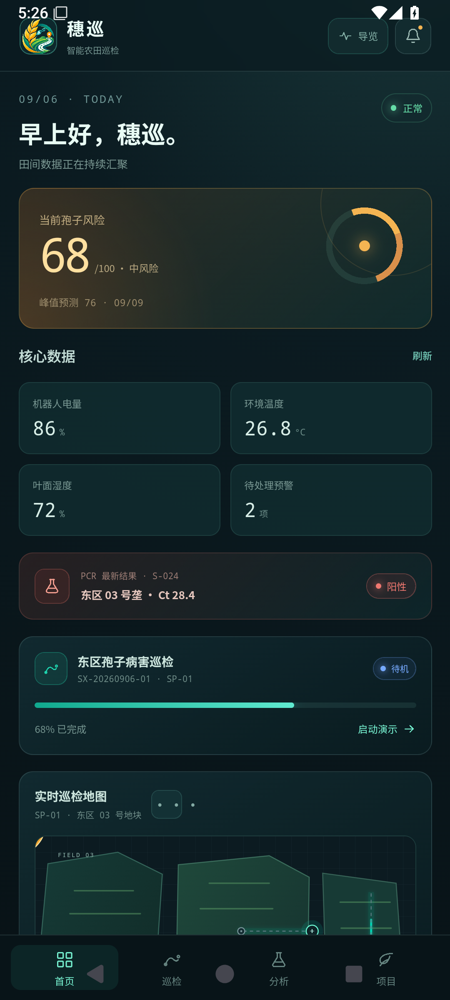 5:26
穗巡
智能农田巡检
导览
09/06 · TODAY
正常
早上好，穗巡。
田间数据正在持续汇聚
当前孢子风险
68 /100 · 中风险
峰值预测 76 · 09/09
核心数据
刷新
机器人电量
86 %
环境温度
26.8 °C
叶面湿度
72 %
待处理预警
2 项
PCR 最新结果 · S-024
东区 03 号垄 · Ct 28.4
阳性
东区孢子病害巡检
SX-20260906-01 · SP-01
待机
68% 已完成
启动演示 →
实时巡检地图
SP-01 · 东区 03 号地块
FIELD 03
首页
巡检
分析
项目